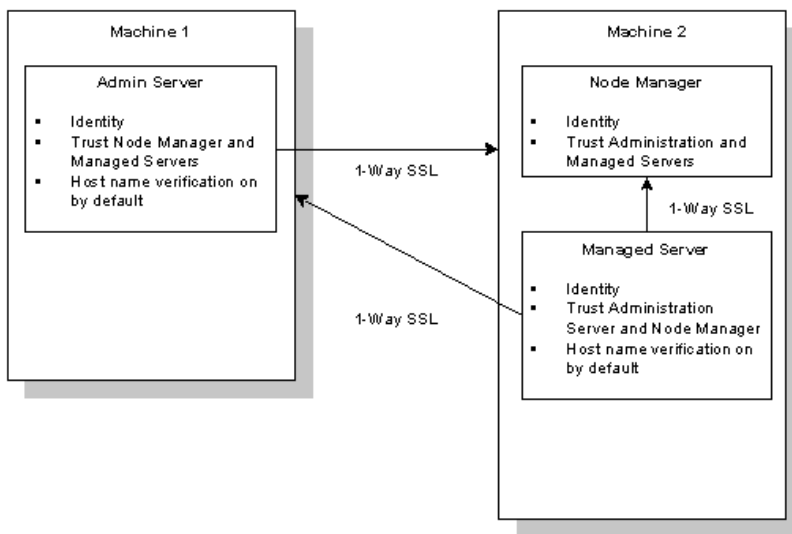 Machine 1
Admin Server
▪ Identity
▪ Trust Node Manager and
Managed Servers
▪ Host name verification on
by default
1-Way SSL
1-Way SSL
Machine 2
Node Manager
▪ Identity
▪ Trust Administration and
Managed Servers
1-Way SSL
Managed Server
▪ Identity
▪ Trust Administration
Server and Node Manager
▪ Host name verification on
by default